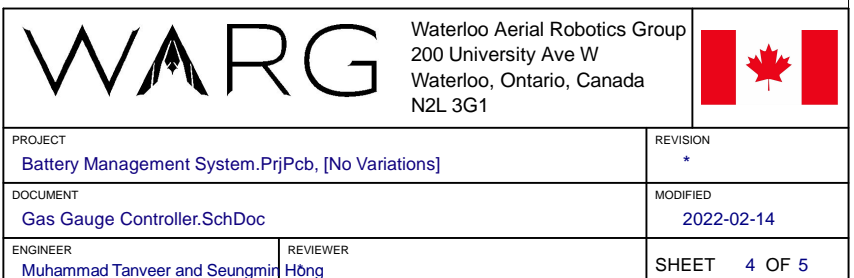 WARG
Waterloo Aerial Robotics Group
200 University Ave W
Waterloo, Ontario, Canada
N2L 3G1
PROJECT
Battery Management System.PrjPcb, [No Variations]
REVISION
*
DOCUMENT
Gas Gauge Controller.SchDoc
MODIFIED
2022-02-14
ENGINEER
Muhammad Tanveer and Seungmin Hong
REVIEWER
*
SHEET 4 OF 5